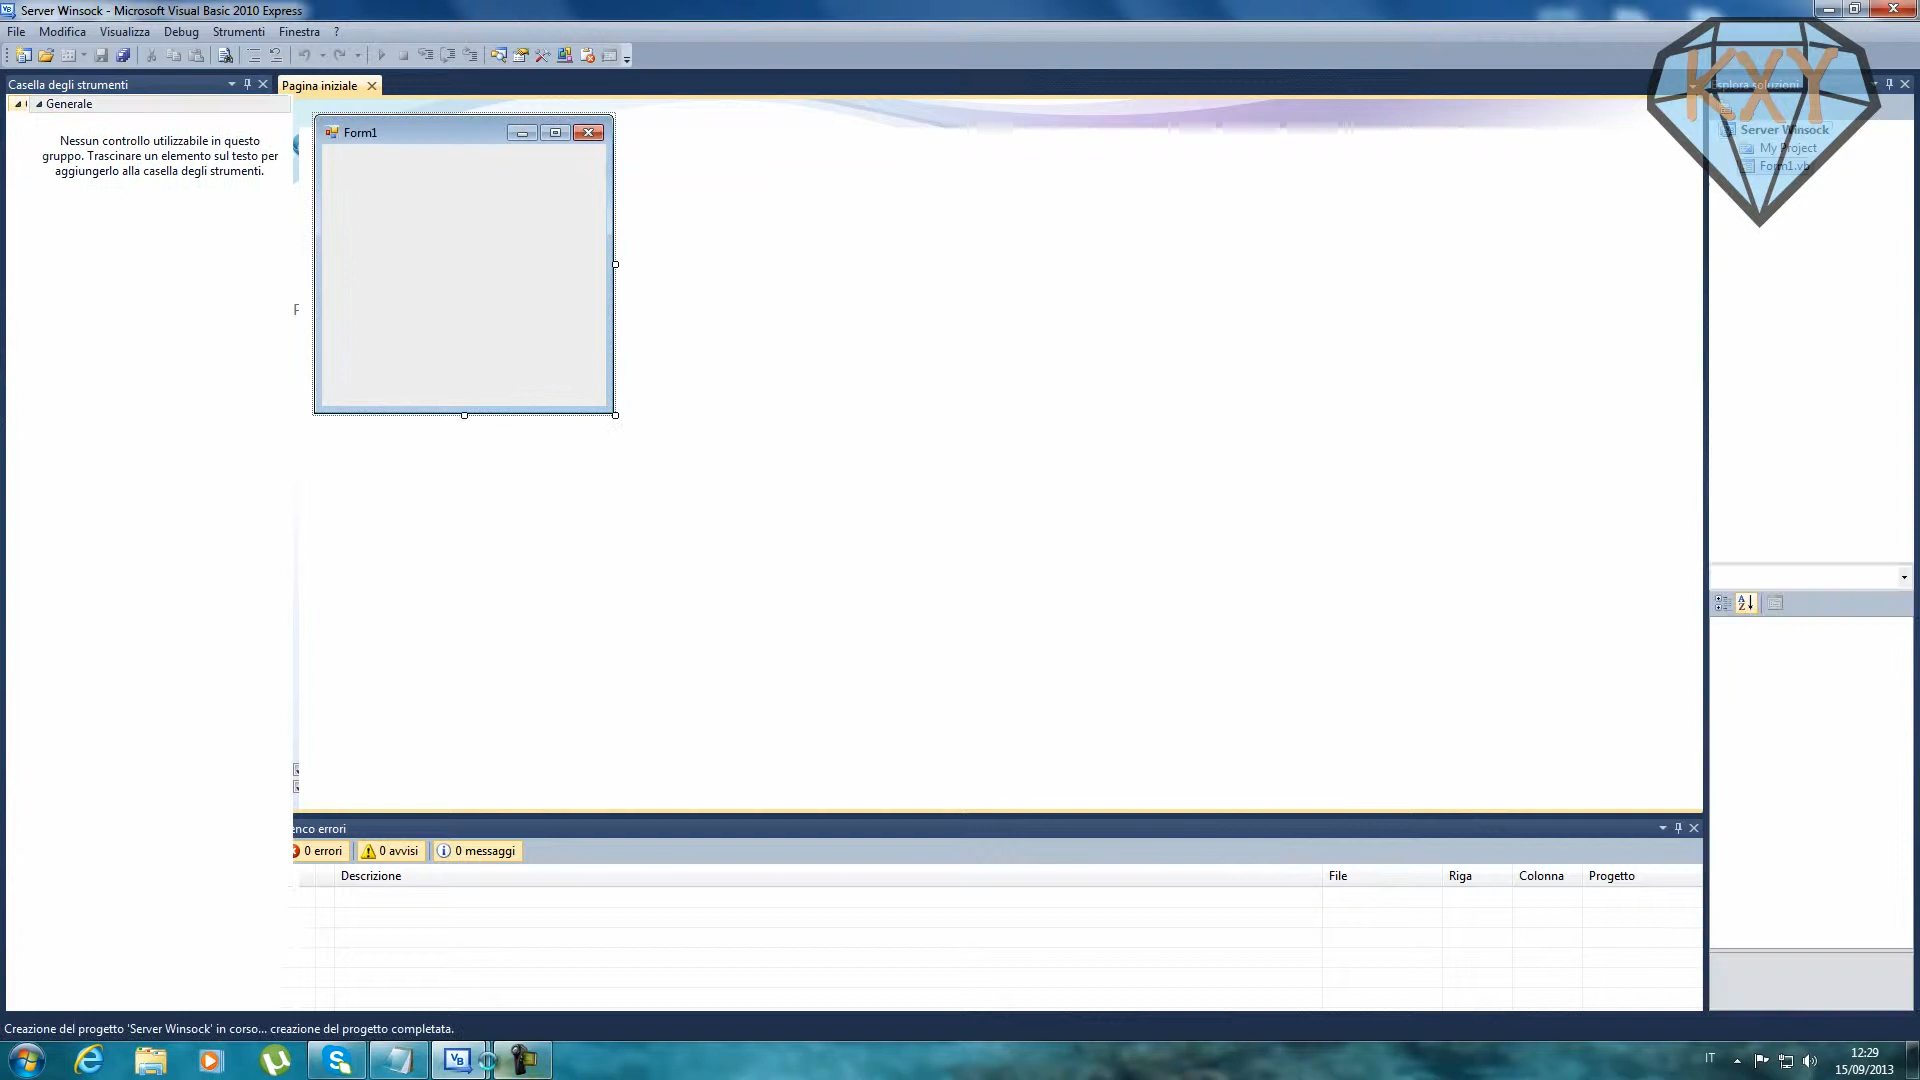 Server Winsock - Microsoft Visual Basic 2010 Express
File Modifica Visualizza Debug Strumenti Finestra ?
Casella degli strumenti
Pagina iniziale
Esplora soluzioni
Generale
Nessun controllo utilizzabile in questo
gruppo. Trascinare un elemento sul testo per
aggiungerlo alla casella degli strumenti.
Form1
KXY
Server Winsock
My Project
Form1.vb
F
enco errori
0 errori 0 avvisi 0 messaggi
Descrizione File Riga Colonna Progetto
Creazione del progetto 'Server Winsock' in corso... creazione del progetto completata.
IT
12:29
15/09/2013